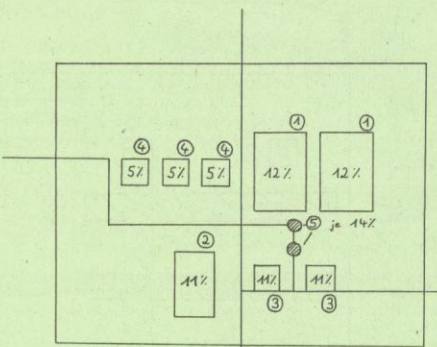 ① ①
④ ④ ④
5% 5% 5% 12% 12%
⑤ je 14%
②
11% 11% 11%
③ ③